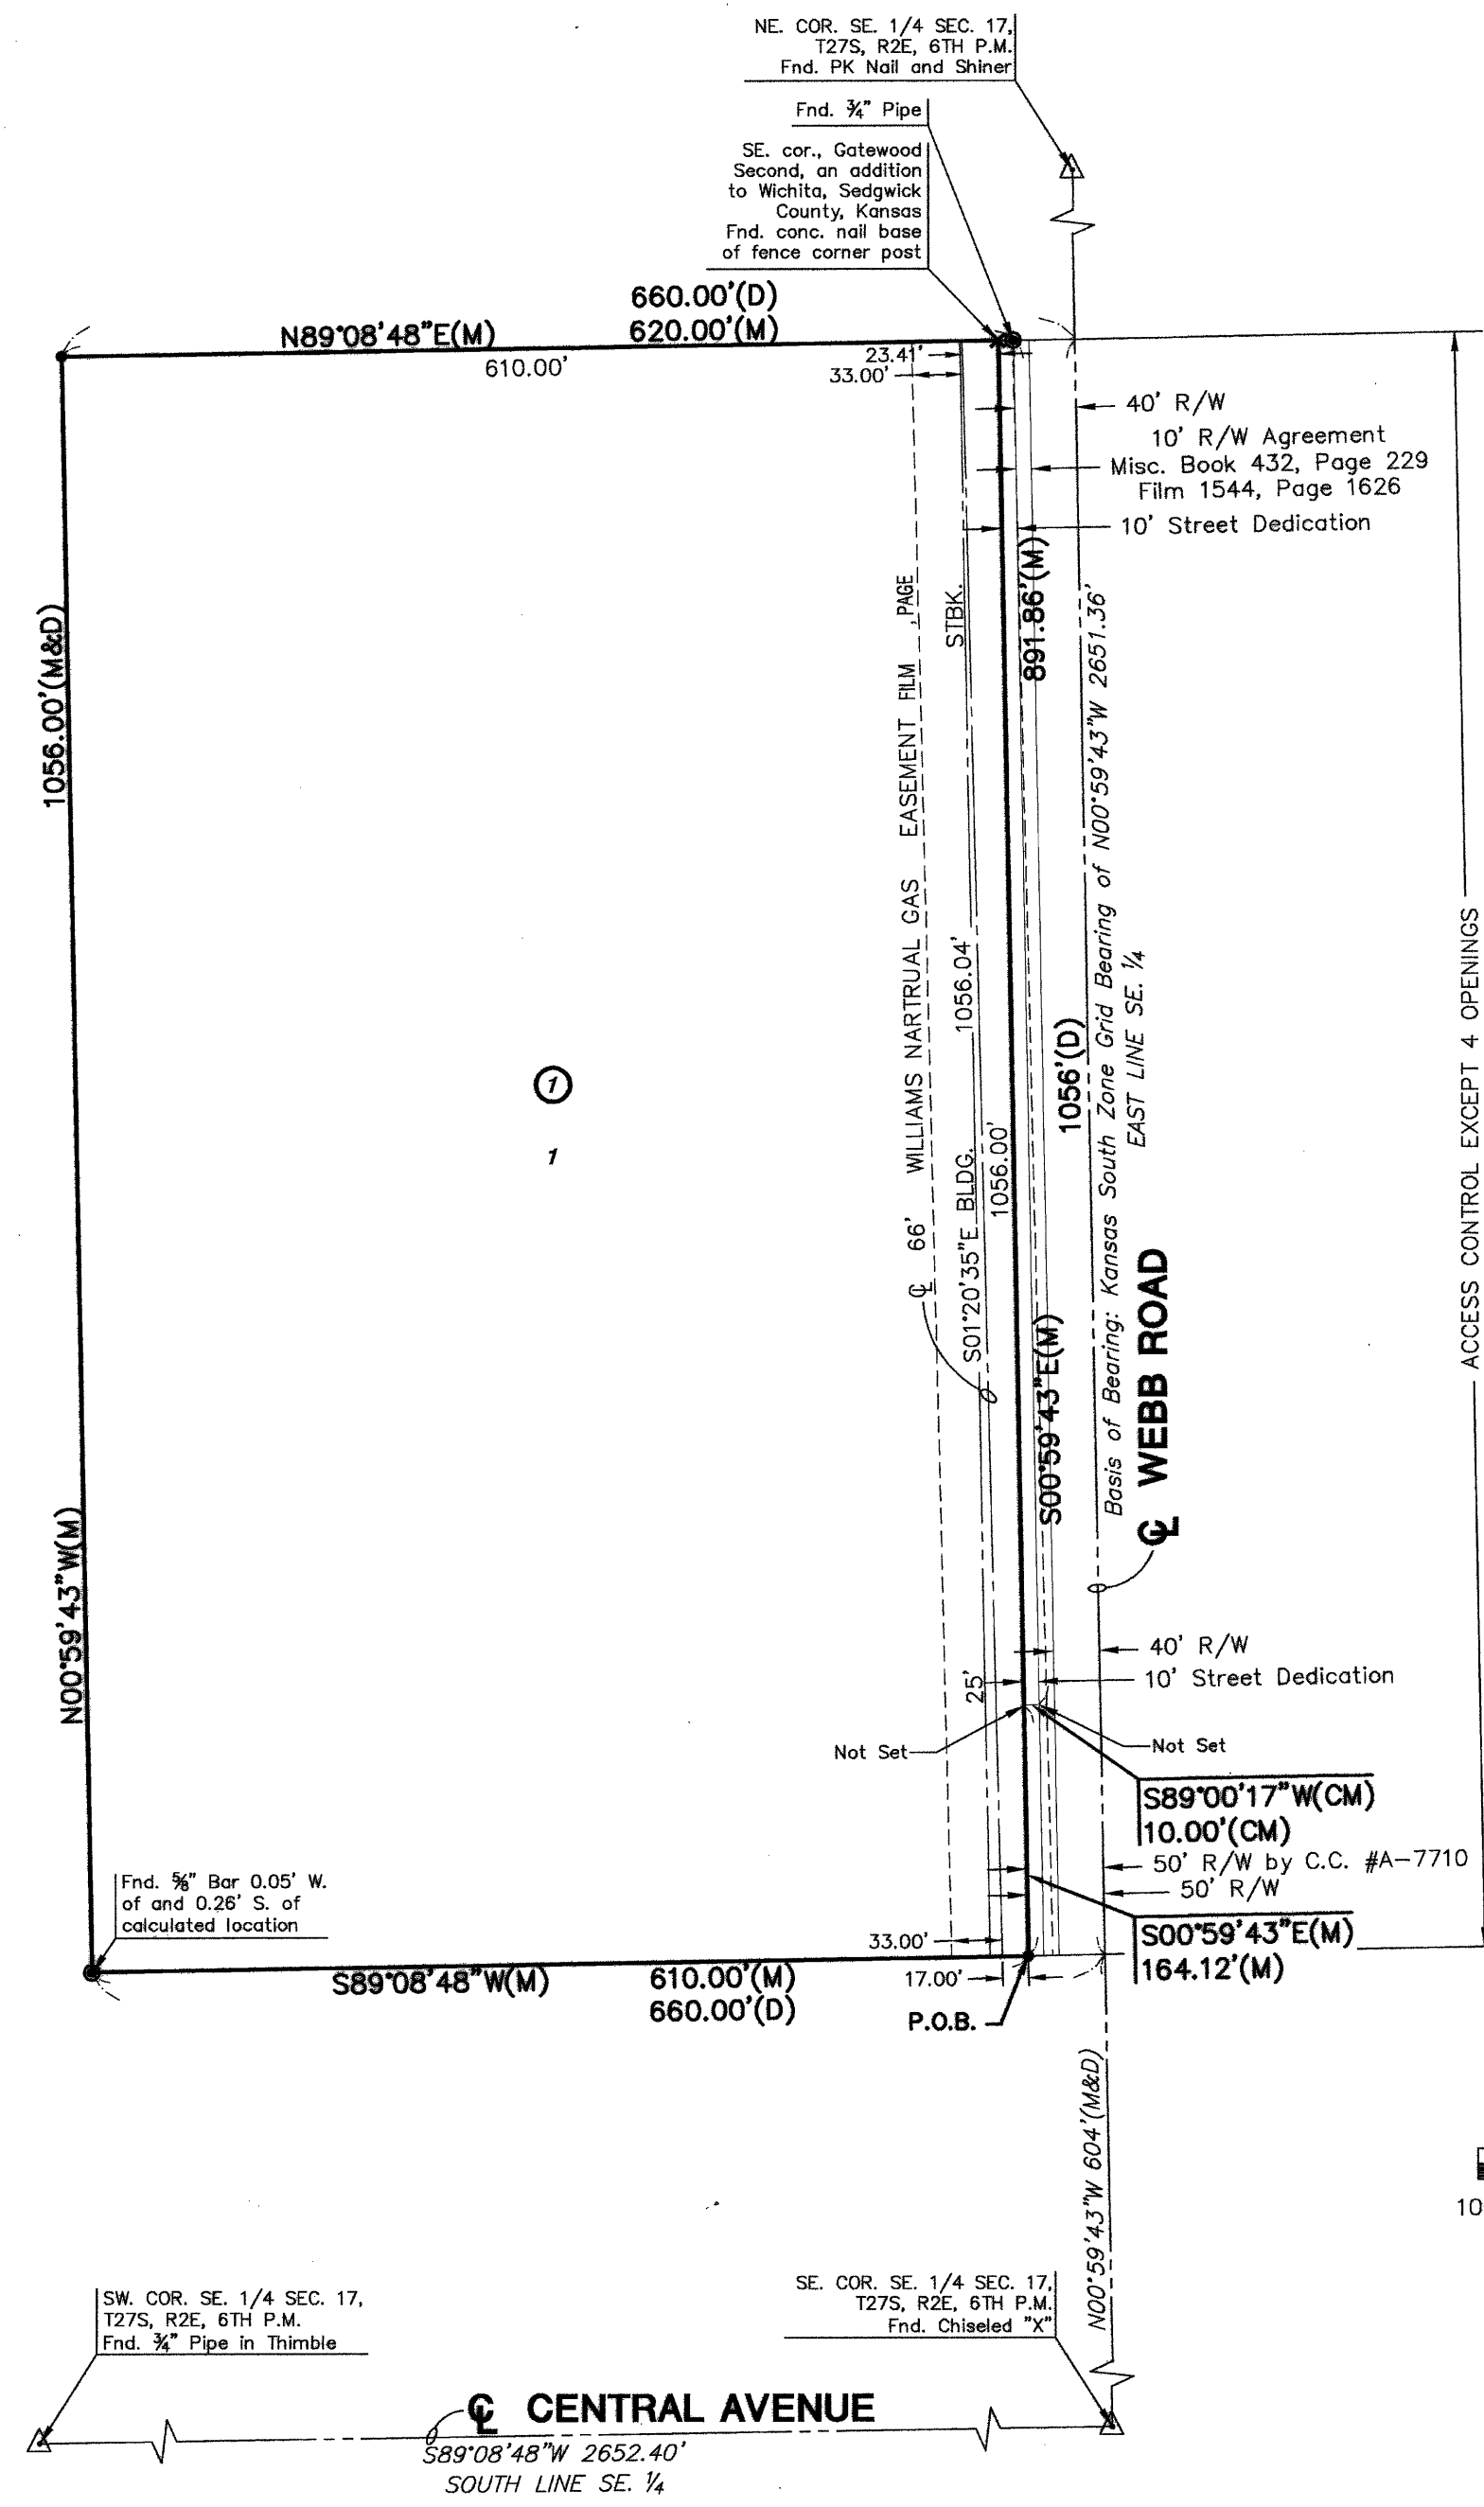 NE. COR. SE. 1/4 SEC. 17,
T27S, R2E, 6TH P.M.
Fnd. PK Nail and Shiner
Fnd. ¾" Pipe
SE. cor., Gatewood
Second, an addition
to Wichita, Sedgwick
County, Kansas
Fnd. conc. nail base
of fence corner post
660.00'(D)
N89°08'48"E(M) 620.00'(M)
610.00'
23.41'
33.00'
40' R/W
10' R/W Agreement
Misc. Book 432, Page 229
Film 1544, Page 1626
10' Street Dedication
1056.00'(M&D)
N00°59'43"W(M)
66' WILLIAMS NARTRUAL GAS EASEMENT FILM ,PAGE
℄
S01°20'35"E BLDG. 1056.04' STBK.
1056.00'
25'
891.86'(M)
S00°59'43"E(M)
1056'(D)
Basis of Bearing: Kansas South Zone Grid Bearing of N00°59'43"W 2651.36'
EAST LINE SE. ¼
℄ WEBB ROAD
ACCESS CONTROL EXCEPT 4 OPENINGS
1
1
40' R/W
10' Street Dedication
Not Set
Not Set
S89°00'17"W(CM)
10.00'(CM)
50' R/W by C.C. #A-7710
50' R/W
S00°59'43"E(M)
164.12'(M)
Fnd. ⅝" Bar 0.05' W.
of and 0.26' S. of
calculated location
33.00'
S89°08'48"W(M) 610.00'(M)
660.00'(D)
17.00'
P.O.B.
N00°59'43"W 604'(M&D)
10
SW. COR. SE. 1/4 SEC. 17,
T27S, R2E, 6TH P.M.
Fnd. ¾" Pipe in Thimble
SE. COR. SE. 1/4 SEC. 17,
T27S, R2E, 6TH P.M.
Fnd. Chiseled "X"
℄ CENTRAL AVENUE
S89°08'48"W 2652.40'
SOUTH LINE SE. ¼